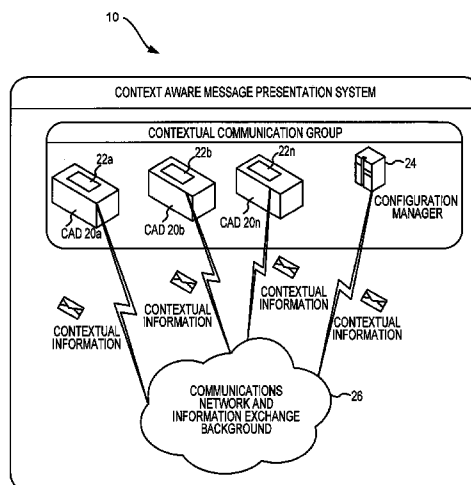 10
CONTEXT AWARE MESSAGE PRESENTATION SYSTEM
CONTEXTUAL COMMUNICATION GROUP
22a
22b
22n
24
CAD 20a
CAD 20b
CAD 20n
CONFIGURATION
MANAGER
CONTEXTUAL
INFORMATION
CONTEXTUAL
INFORMATION
CONTEXTUAL
INFORMATION
CONTEXTUAL
INFORMATION
COMMUNICATIONS
NETWORK AND
INFORMATION EXCHANGE
BACKGROUND
26